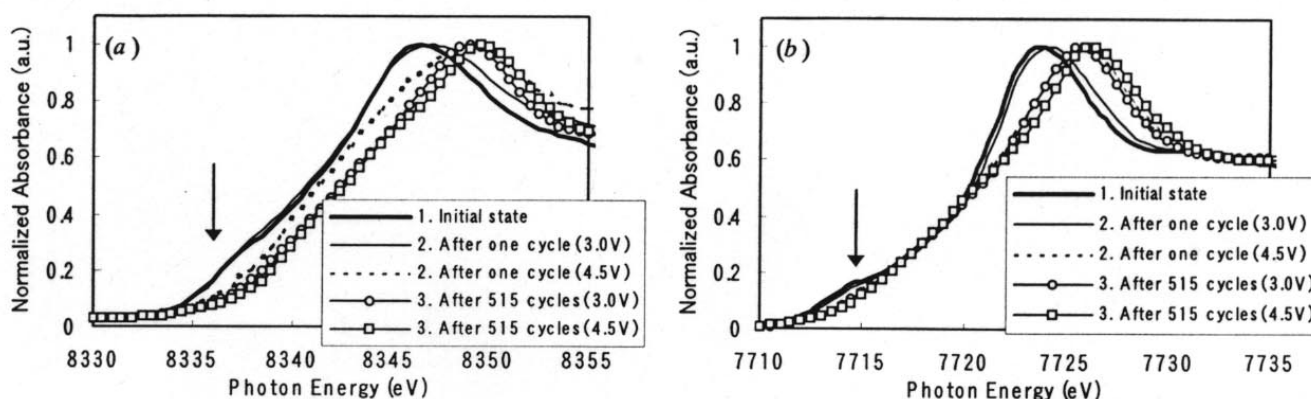 (a)
Normalized Absorbance (a.u.)
1
0.8
0.6
0.4
0.2
0
8330 8335 8340 8345 8350 8355
Photon Energy (eV)
1. Initial state
2. After one cycle (3.0V)
2. After one cycle (4.5V)
3. After 515 cycles (3.0V)
3. After 515 cycles (4.5V)
(b)
Normalized Absorbance (a.u.)
1
0.8
0.6
0.4
0.2
0
7710 7715 7720 7725 7730 7735
Photon Energy (eV)
1. Initial state
2. After one cycle (3.0V)
2. After one cycle (4.5V)
3. After 515 cycles (3.0V)
3. After 515 cycles (4.5V)